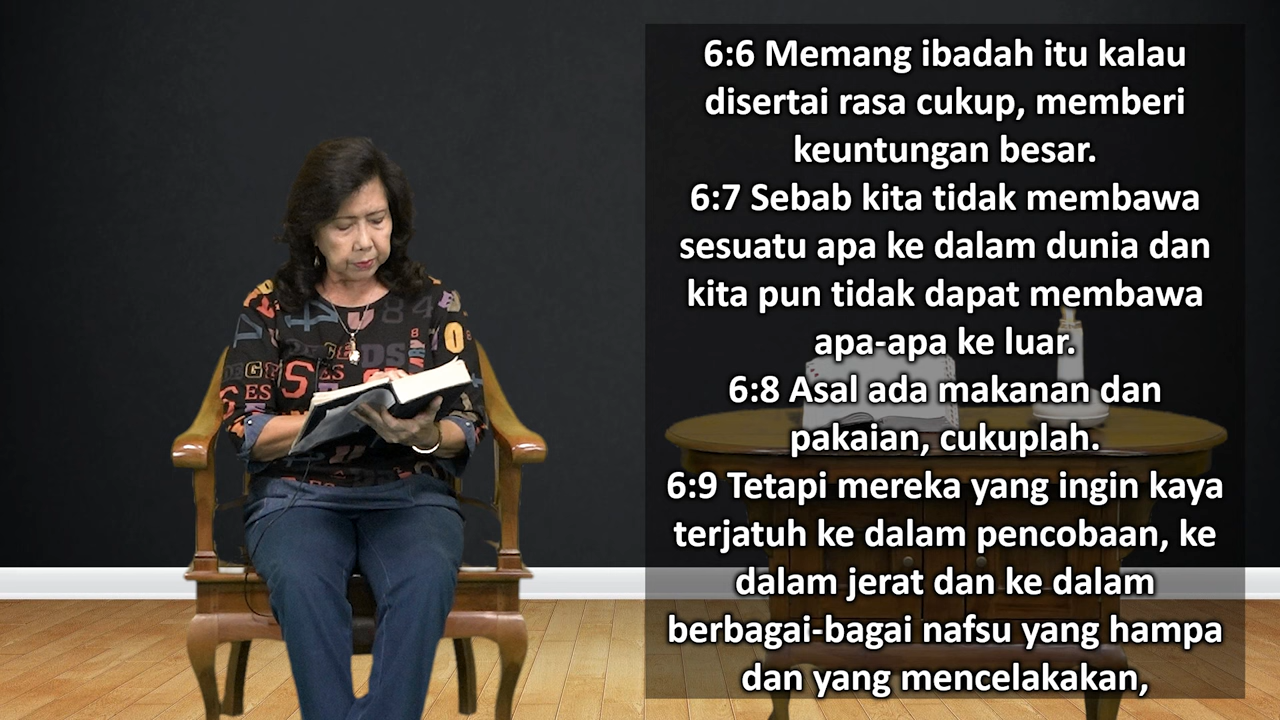 6:6 Memang ibadah itu kalau
disertai rasa cukup, memberi
keuntungan besar.
6:7 Sebab kita tidak membawa
sesuatu apa ke dalam dunia dan
kita pun tidak dapat membawa
apa-apa ke luar.
6:8 Asal ada makanan dan
pakaian, cukuplah.
6:9 Tetapi mereka yang ingin kaya
terjatuh ke dalam pencobaan, ke
dalam jerat dan ke dalam
berbagai-bagai nafsu yang hampa
dan yang mencelakakan,